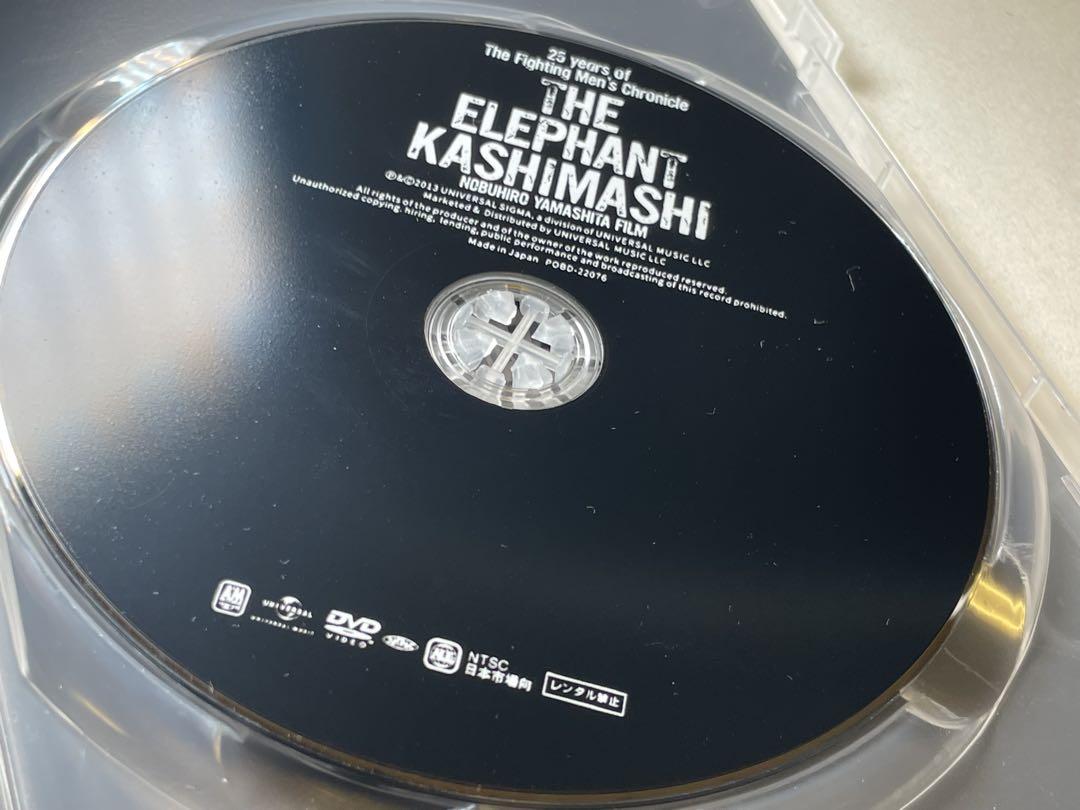 25 years of
The Fighting Men's Chronicle
THE
ELEPHANT
KASHIMASHI
NOBUHIRO YAMASHITA FILM
℗&©2013 UNIVERSAL SIGMA, a division of UNIVERSAL MUSIC LLC
Marketed & Distributed by UNIVERSAL MUSIC LLC
All rights of the producer and of the owner of the work reproduced reserved.
Unauthorized copying, hiring, lending, public performance and broadcasting of this record prohibited.
Made in Japan POBD-22076
UNIVERSAL
UNIVERSAL MUSIC
DVD
VIDEO
NTSC
日本市場向
レンタル禁止